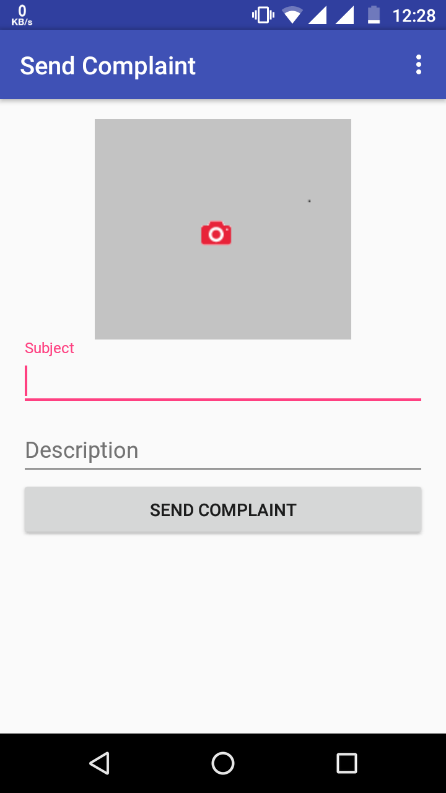 0
KB/s
12:28
Send Complaint
Subject
Description
SEND COMPLAINT